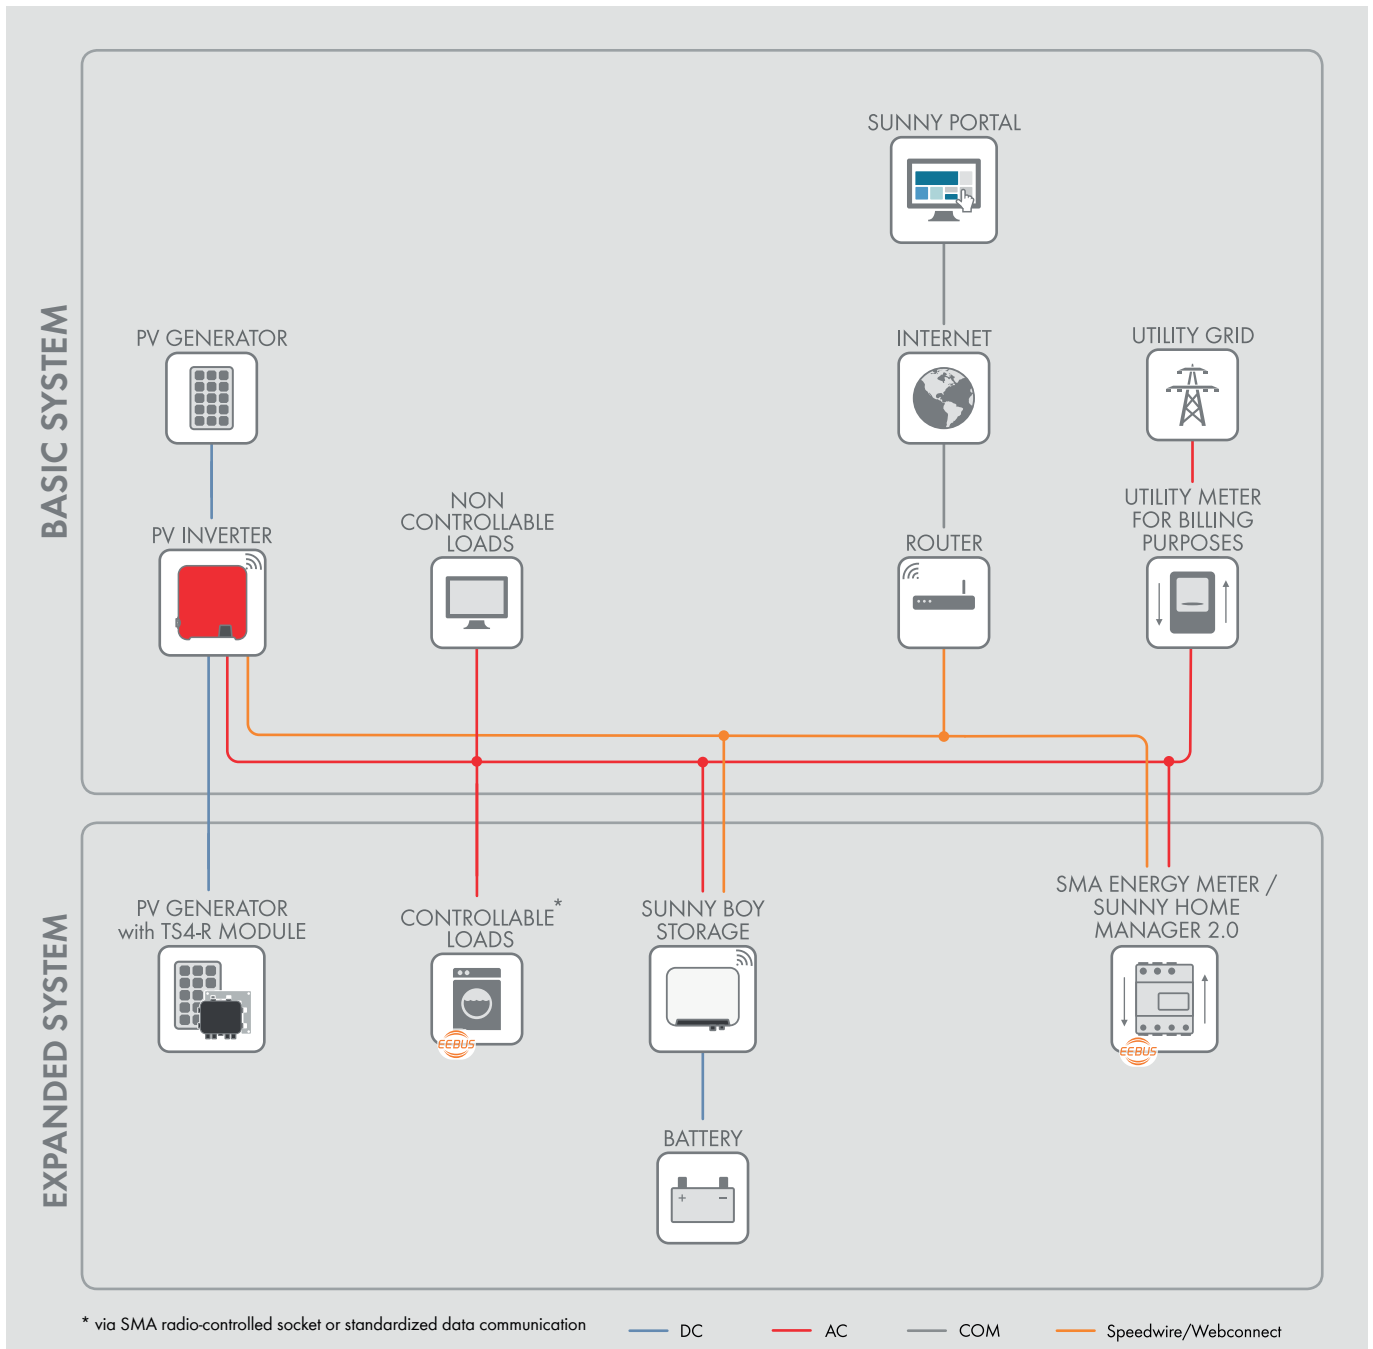 BASIC SYSTEM
SUNNY PORTAL
PV GENERATOR
INTERNET
UTILITY GRID
PV INVERTER
NON
CONTROLLABLE
LOADS
ROUTER
UTILITY METER
FOR BILLING
PURPOSES
EXPANDED SYSTEM
PV GENERATOR
with TS4-R MODULE
CONTROLLABLE*
LOADS
EEBUS
SUNNY BOY
STORAGE
SMA ENERGY METER /
SUNNY HOME
MANAGER 2.0
EEBUS
BATTERY
+ −
* via SMA radio-controlled socket or standardized data communication
DC
AC
COM
Speedwire/Webconnect